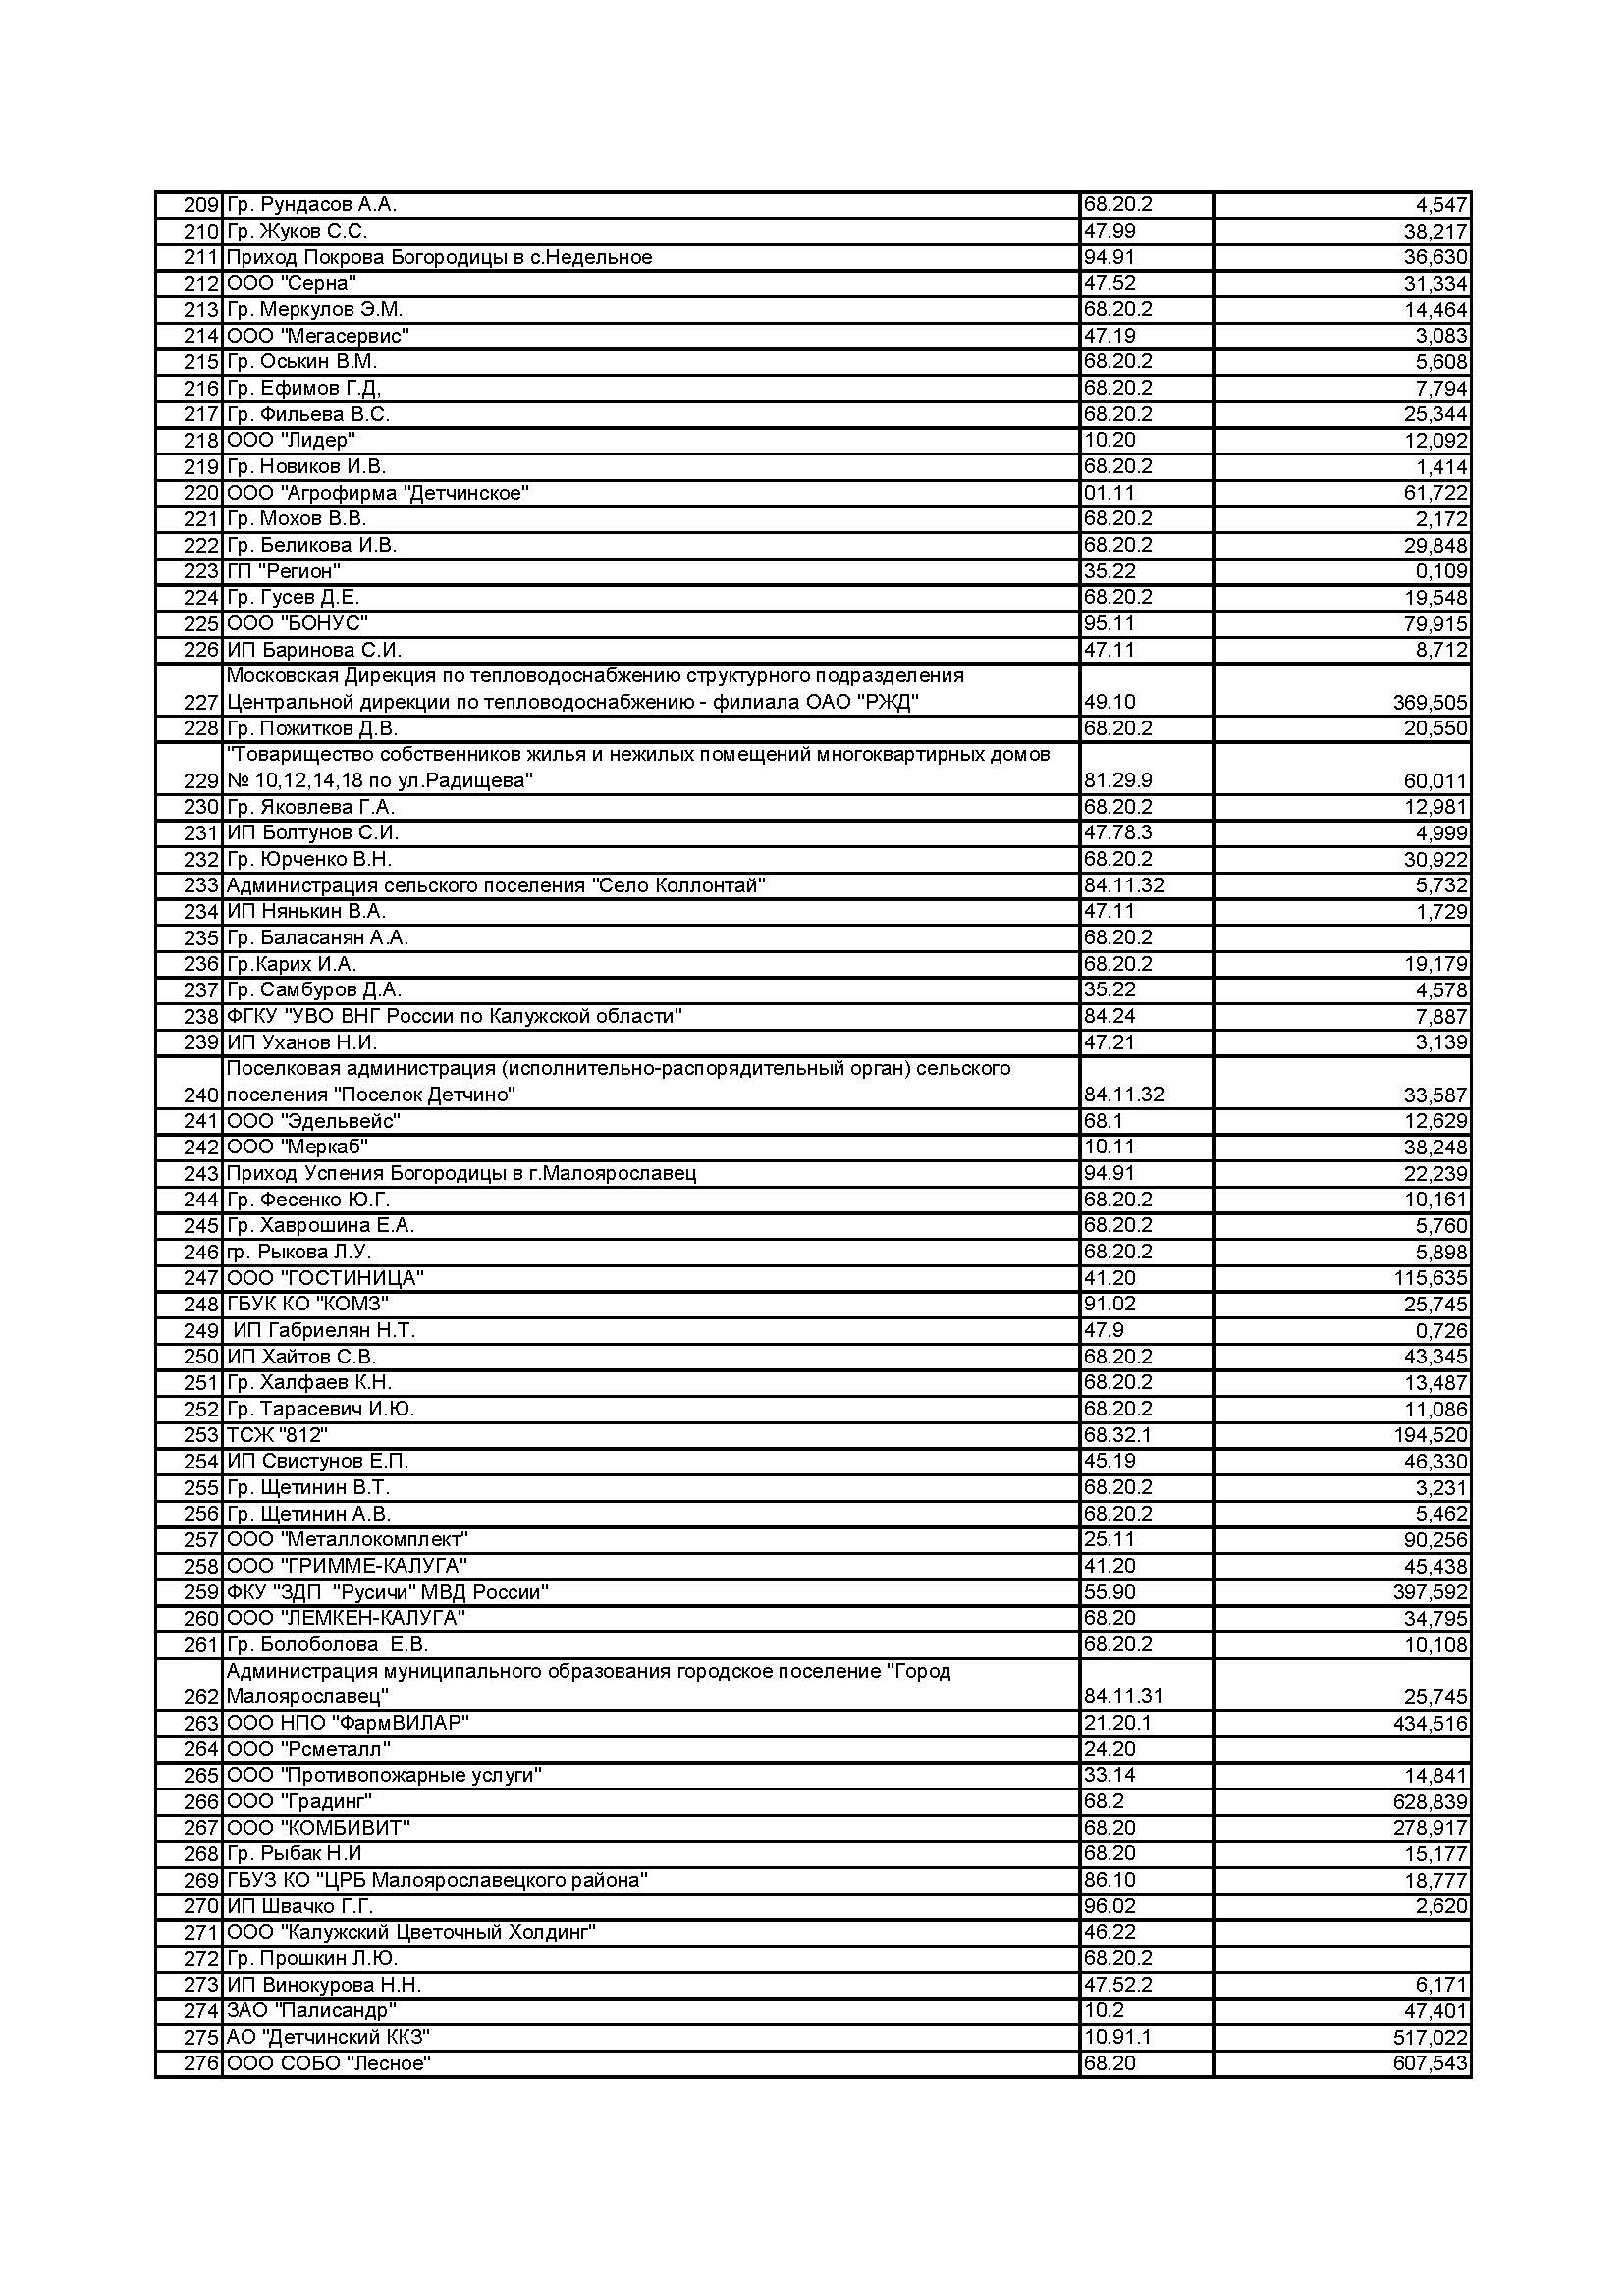 209 Гр. Рундасов А.А. 68.20.2 4,547
210 Гр. Жуков С.С. 47.99 38,217
211 Приход Покрова Богородицы в с.Недельное 94.91 36,630
212 ООО "Серна" 47.52 31,334
213 Гр. Меркулов Э.М. 68.20.2 14,464
214 ООО "Мегасервис" 47.19 3,083
215 Гр. Оськин В.М. 68.20.2 5,608
216 Гр. Ефимов Г.Д, 68.20.2 7,794
217 Гр. Фильева В.С. 68.20.2 25,344
218 ООО "Лидер" 10.20 12,092
219 Гр. Новиков И.В. 68.20.2 1,414
220 ООО "Агрофирма "Детчинское" 01.11 61,722
221 Гр. Мохов В.В. 68.20.2 2,172
222 Гр. Беликова И.В. 68.20.2 29,848
223 ГП "Регион" 35.22 0,109
224 Гр. Гусев Д.Е. 68.20.2 19,548
225 ООО "БОНУС" 95.11 79,915
226 ИП Баринова С.И. 47.11 8,712
Московская Дирекция по тепловодоснабжению структурного подразделения
227 Центральной дирекции по тепловодоснабжению - филиала ОАО "РЖД" 49.10 369,505
228 Гр. Пожитков Д.В. 68.20.2 20,550
"Товарищество собственников жилья и нежилых помещений многоквартирных домов
229 № 10,12,14,18 по ул.Радищева" 81.29.9 60,011
230 Гр. Яковлева Г.А. 68.20.2 12,981
231 ИП Болтунов С.И. 47.78.3 4,999
232 Гр. Юрченко В.Н. 68.20.2 30,922
233 Администрация сельского поселения "Село Коллонтай" 84.11.32 5,732
234 ИП Нянькин В.А. 47.11 1,729
235 Гр. Баласанян А.А. 68.20.2
236 Гр.Карих И.А. 68.20.2 19,179
237 Гр. Самбуров Д.А. 35.22 4,578
238 ФГКУ "УВО ВНГ России по Калужской области" 84.24 7,887
239 ИП Уханов Н.И. 47.21 3,139
Поселковая администрация (исполнительно-распорядительный орган) сельского
240 поселения "Поселок Детчино" 84.11.32 33,587
241 ООО "Эдельвейс" 68.1 12,629
242 ООО "Меркаб" 10.11 38,248
243 Приход Успения Богородицы в г.Малоярославец 94.91 22,239
244 Гр. Фесенко Ю.Г. 68.20.2 10,161
245 Гр. Хаврошина Е.А. 68.20.2 5,760
246 гр. Рыкова Л.У. 68.20.2 5,898
247 ООО "ГОСТИНИЦА" 41.20 115,635
248 ГБУК КО "КОМЗ" 91.02 25,745
249 ИП Габриелян Н.Т. 47.9 0,726
250 ИП Хайтов С.В. 68.20.2 43,345
251 Гр. Халфаев К.Н. 68.20.2 13,487
252 Гр. Тарасевич И.Ю. 68.20.2 11,086
253 ТСЖ "812" 68.32.1 194,520
254 ИП Свистунов Е.П. 45.19 46,330
255 Гр. Щетинин В.Т. 68.20.2 3,231
256 Гр. Щетинин А.В. 68.20.2 5,462
257 ООО "Металлокомплект" 25.11 90,256
258 ООО "ГРИММЕ-КАЛУГА" 41.20 45,438
259 ФКУ "ЗДП "Русичи" МВД России" 55.90 397,592
260 ООО "ЛЕМКЕН-КАЛУГА" 68.20 34,795
261 Гр. Болоболова Е.В. 68.20.2 10,108
Администрация муниципального образования городское поселение "Город
262 Малоярославец" 84.11.31 25,745
263 ООО НПО "ФармВИЛАР" 21.20.1 434,516
264 ООО "Рсметалл" 24.20
265 ООО "Противопожарные услуги" 33.14 14,841
266 ООО "Градинг" 68.2 628,839
267 ООО "КОМБИВИТ" 68.20 278,917
268 Гр. Рыбак Н.И 68.20 15,177
269 ГБУЗ КО "ЦРБ Малоярославецкого района" 86.10 18,777
270 ИП Швачко Г.Г. 96.02 2,620
271 ООО "Калужский Цветочный Холдинг" 46.22
272 Гр. Прошкин Л.Ю. 68.20.2
273 ИП Винокурова Н.Н. 47.52.2 6,171
274 ЗАО "Палисандр" 10.2 47,401
275 АО "Детчинский ККЗ" 10.91.1 517,022
276 ООО СОБО "Лесное" 68.20 607,543